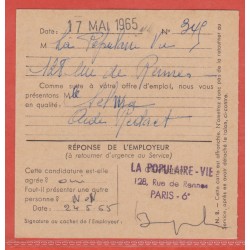 17 MAI 1965
Date: N° 345
M La Populaire Vie
128 rue de Rennes
Comme suite à votre offre d'emploi, nous vous
présentons M
en qualité:
RÉPONSE DE L'EMPLOYEUR
(à retourner d'urgence au Service)
Cette candidature est-elle
agréée? oui
Faut-il présenter une autre
personne? Non
Date: 24.5.65
Signature ou cachet de l'Employeur:
LA POPULAIRE-VIE
128, Rue de Rennes
PARIS - 6e